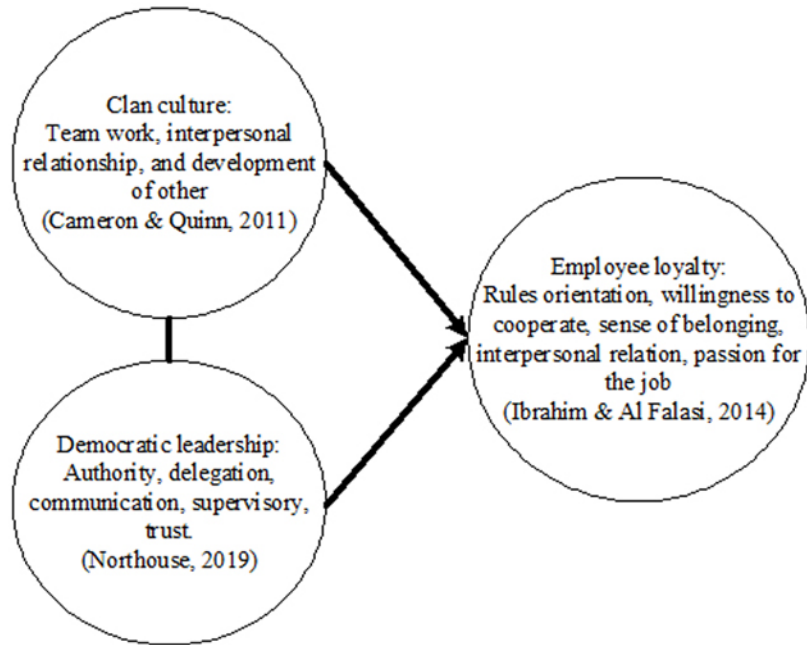 Clan culture:
Team work, interpersonal
relationship, and development
of other
(Cameron & Quinn, 2011)
Employee loyalty:
Rules orientation, willingness to
cooperate, sense of belonging,
interpersonal relation, passion for
the job
(Ibrahim & Al Falasi, 2014)
Democratic leadership:
Authority, delegation,
communication, supervisory,
trust.
(Northouse, 2019)